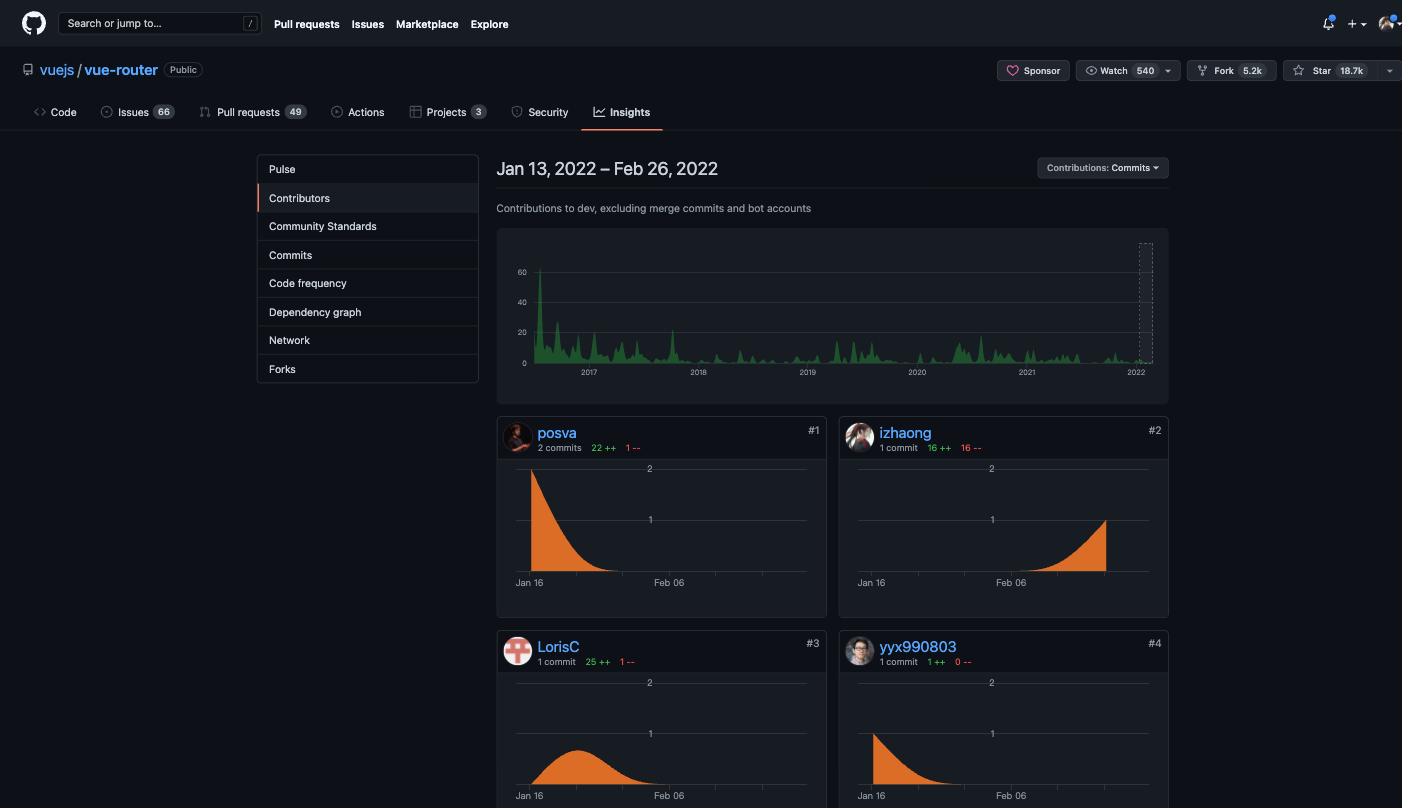 Search or jump to... /
Pull requests Issues Marketplace Explore
vuejs / vue-router Public
Sponsor Watch 540 Fork 5.2k Star 18.7k
Code Issues 66 Pull requests 49 Actions Projects 3 Security Insights
Pulse
Contributors
Community Standards
Commits
Code frequency
Dependency graph
Network
Forks
Jan 13, 2022 – Feb 26, 2022
Contributions: Commits
Contributions to dev, excluding merge commits and bot accounts
60
40
20
0
2017 2018 2019 2020 2021 2022
posva #1
2 commits 22 ++ 1 --
2
1
Jan 16 Feb 06
izhaong #2
1 commit 16 ++ 16 --
2
1
Jan 16 Feb 06
LorisC #3
1 commit 25 ++ 1 --
2
1
Jan 16 Feb 06
yyx990803 #4
1 commit 1 ++ 0 --
2
1
Jan 16 Feb 06